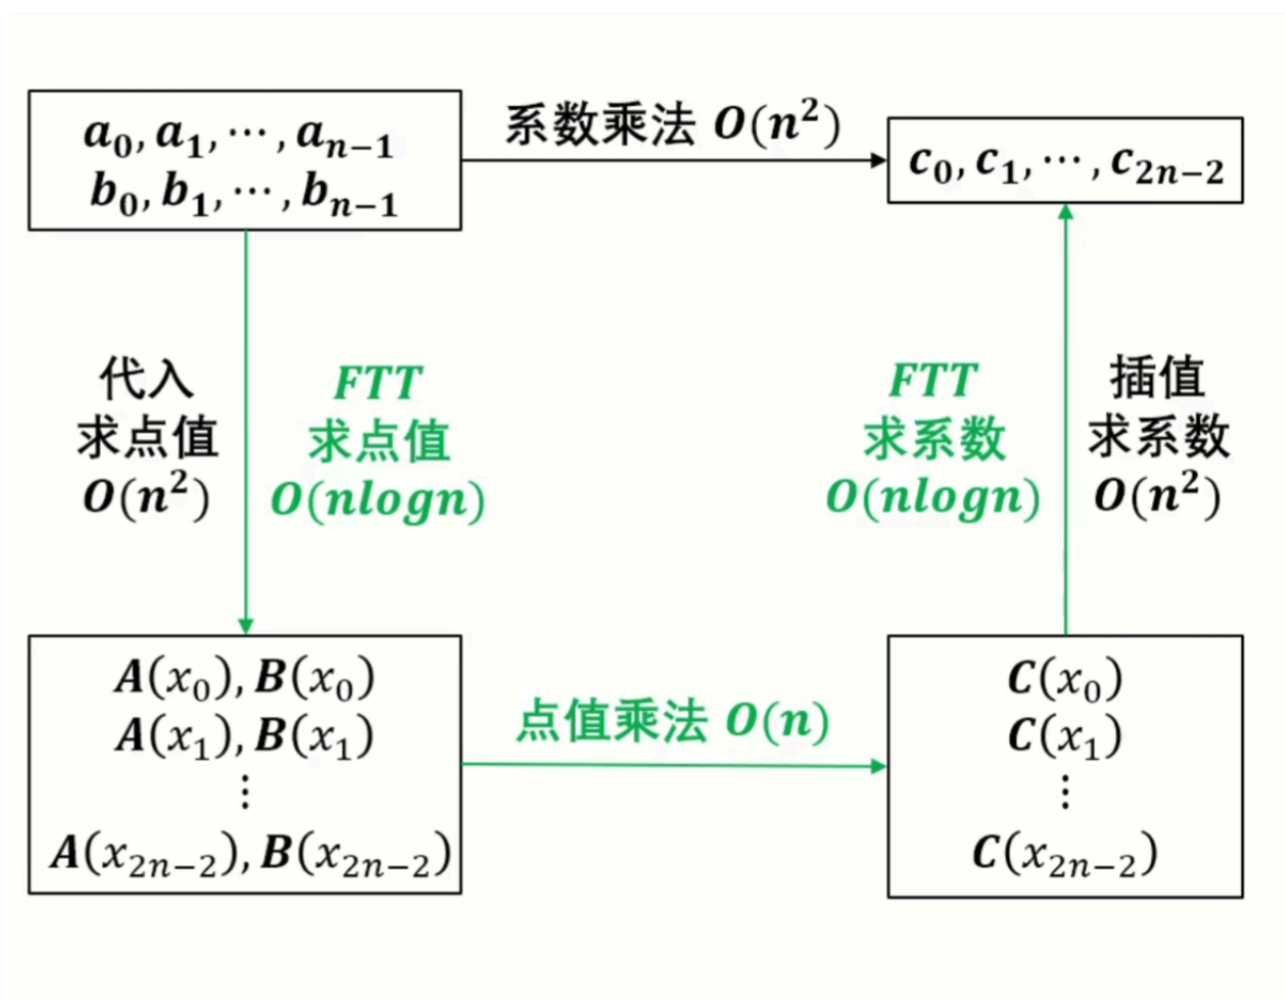 a₀, a₁, ⋯, aₙ₋₁
b₀, b₁, ⋯, bₙ₋₁
系数乘法 O(n²)
c₀, c₁, ⋯, c₂ₙ₋₂
代入
求点值
O(n²)
FTT
求点值
O(nlogn)
FTT
求系数
O(nlogn)
插值
求系数
O(n²)
A(x₀), B(x₀)
A(x₁), B(x₁)
⋮
A(x₂ₙ₋₂), B(x₂ₙ₋₂)
点值乘法 O(n)
C(x₀)
C(x₁)
⋮
C(x₂ₙ₋₂)